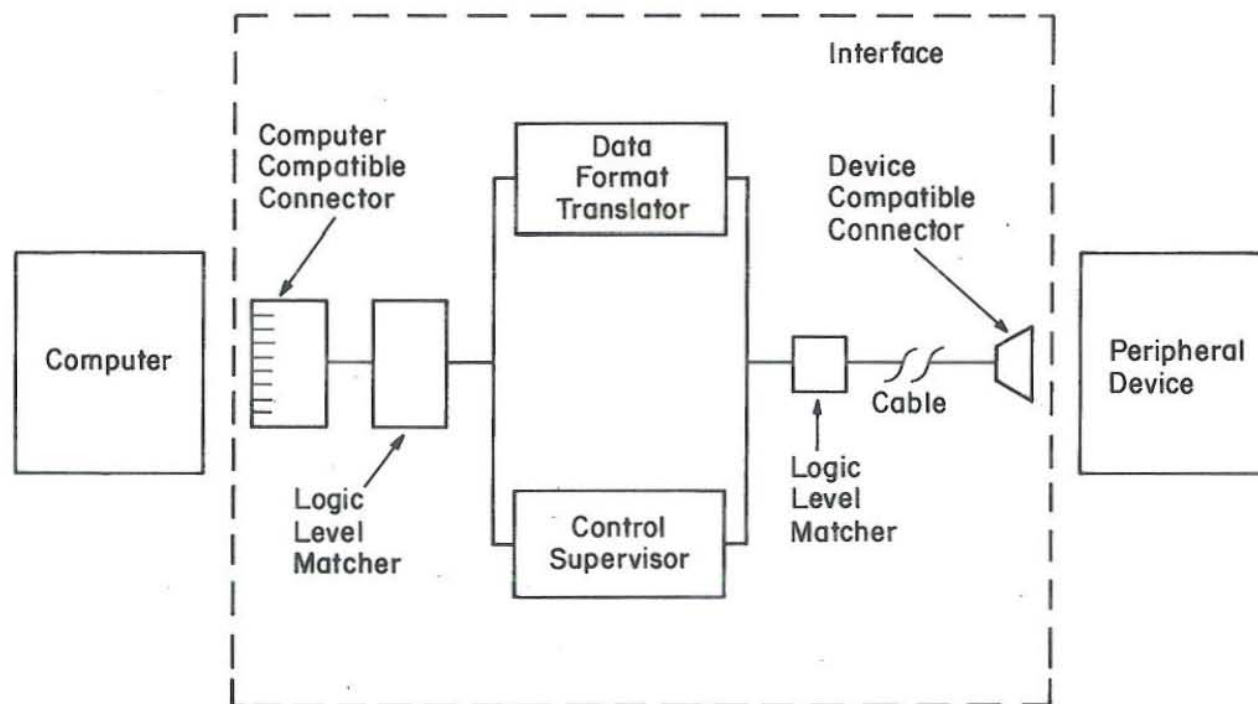 Interface
Computer
Compatible
Connector
Data
Format
Translator
Device
Compatible
Connector
Computer
Peripheral
Device
Cable
Logic
Level
Matcher
Control
Supervisor
Logic
Level
Matcher